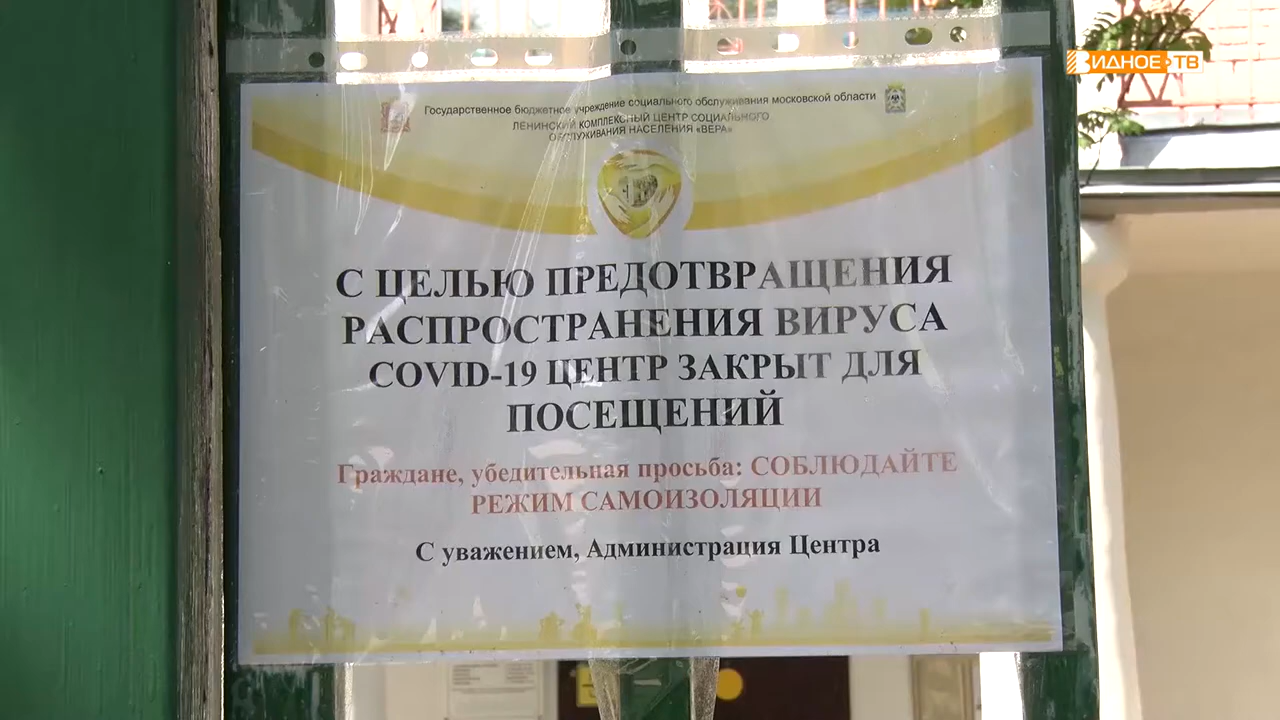 ВИДНОЕ-ТВ
Государственное бюджетное учреждение социального обслуживания московской области
ЛЕНИНСКИЙ КОМПЛЕКСНЫЙ ЦЕНТР СОЦИАЛЬНОГО
ОБСЛУЖИВАНИЯ НАСЕЛЕНИЯ «ВЕРА»
С ЦЕЛЬЮ ПРЕДОТВРАЩЕНИЯ
РАСПРОСТРАНЕНИЯ ВИРУСА
COVID-19 ЦЕНТР ЗАКРЫТ ДЛЯ
ПОСЕЩЕНИЙ
Граждане, убедительная просьба: СОБЛЮДАЙТЕ
РЕЖИМ САМОИЗОЛЯЦИИ
С уважением, Администрация Центра